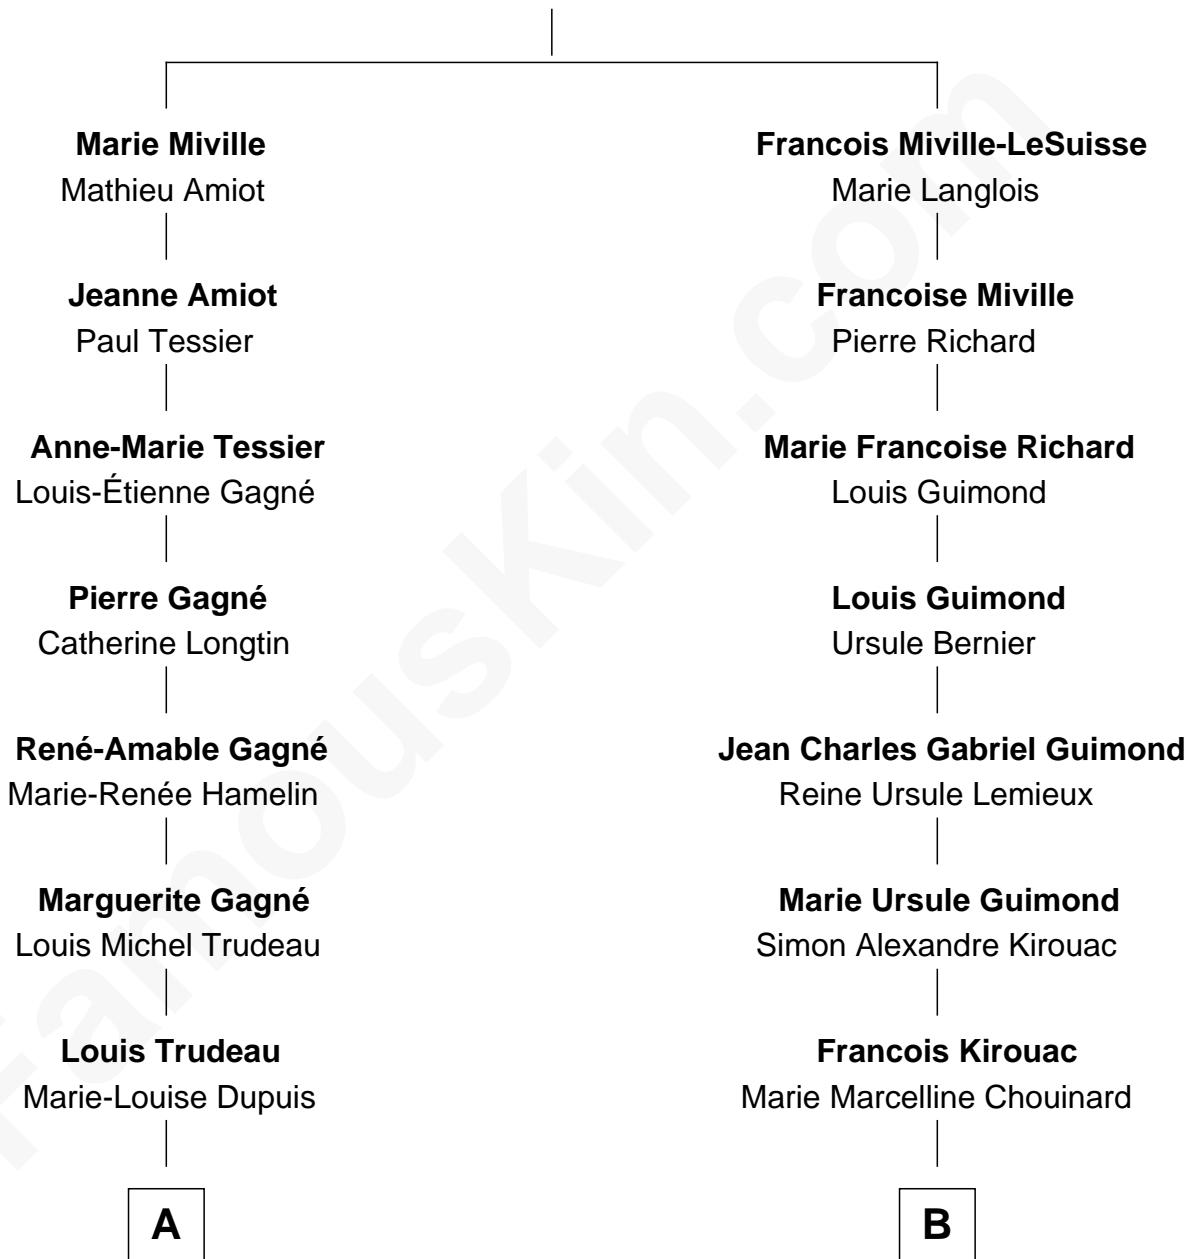 Marie Miville
Mathieu Amiot
Jeanne Amiot
Paul Tessier
Anne-Marie Tessier
Louis-Étienne Gagné
Pierre Gagné
Catherine Longtin
René-Amable Gagné
Marie-Renée Hamelin
Marguerite Gagné
Louis Michel Trudeau
Louis Trudeau
Marie-Louise Dupuis
A
Francois Miville-LeSuisse
Marie Langlois
Francoise Miville
Pierre Richard
Marie Francoise Richard
Louis Guimond
Louis Guimond
Ursule Bernier
Jean Charles Gabriel Guimond
Reine Ursule Lemieux
Marie Ursule Guimond
Simon Alexandre Kirouac
Francois Kirouac
Marie Marcelline Chouinard
B
FamousKin.com